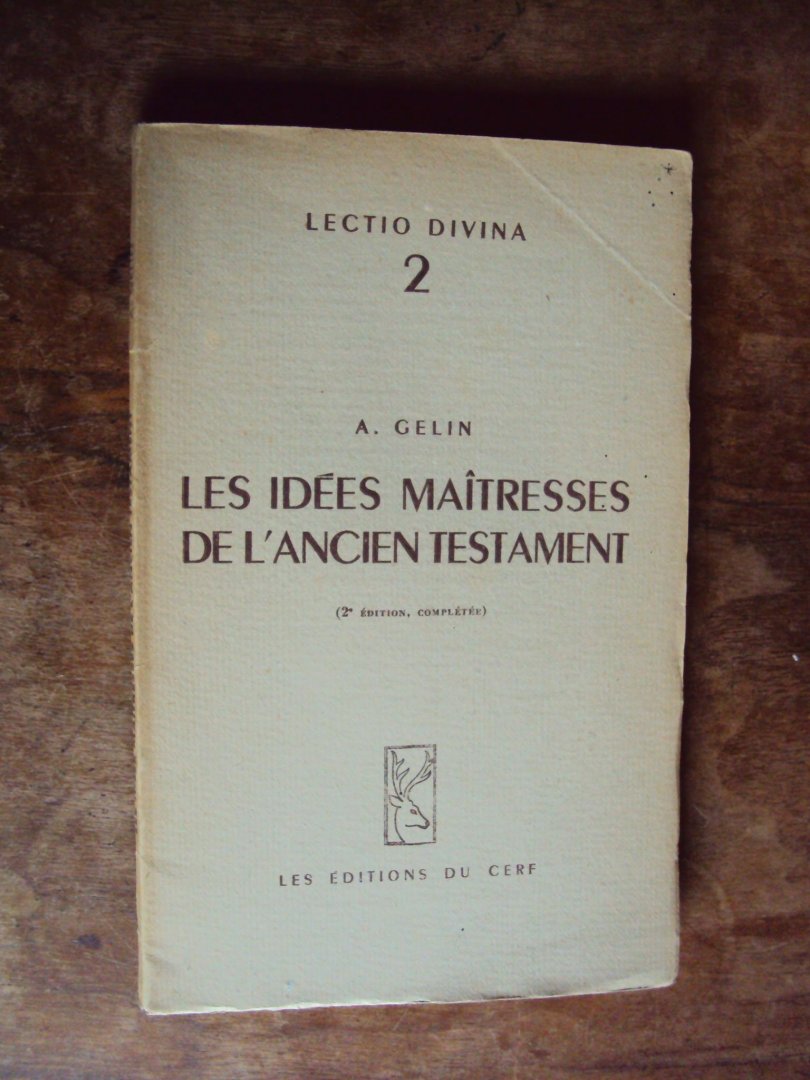 LECTIO DIVINA
2
A. GELIN
LES IDÉES MAÎTRESSES
DE L'ANCIEN TESTAMENT
(2e ÉDITION, COMPLÉTÉE)
LES ÉDITIONS DU CERF